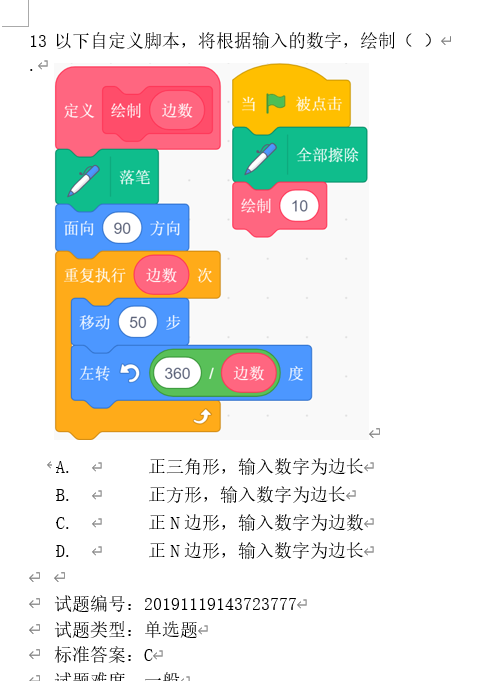 13 以下自定义脚本，将根据输入的数字，绘制（ ）
.
定义 绘制 边数
当 被点击
落笔
全部擦除
面向 90 方向
绘制 10
重复执行 边数 次
移动 50 步
左转 360 / 边数 度
A. 正三角形，输入数字为边长
B. 正方形，输入数字为边长
C. 正N边形，输入数字为边数
D. 正N边形，输入数字为边长
试题编号：20191119143723777
试题类型：单选题
标准答案：C
试题难度 一般